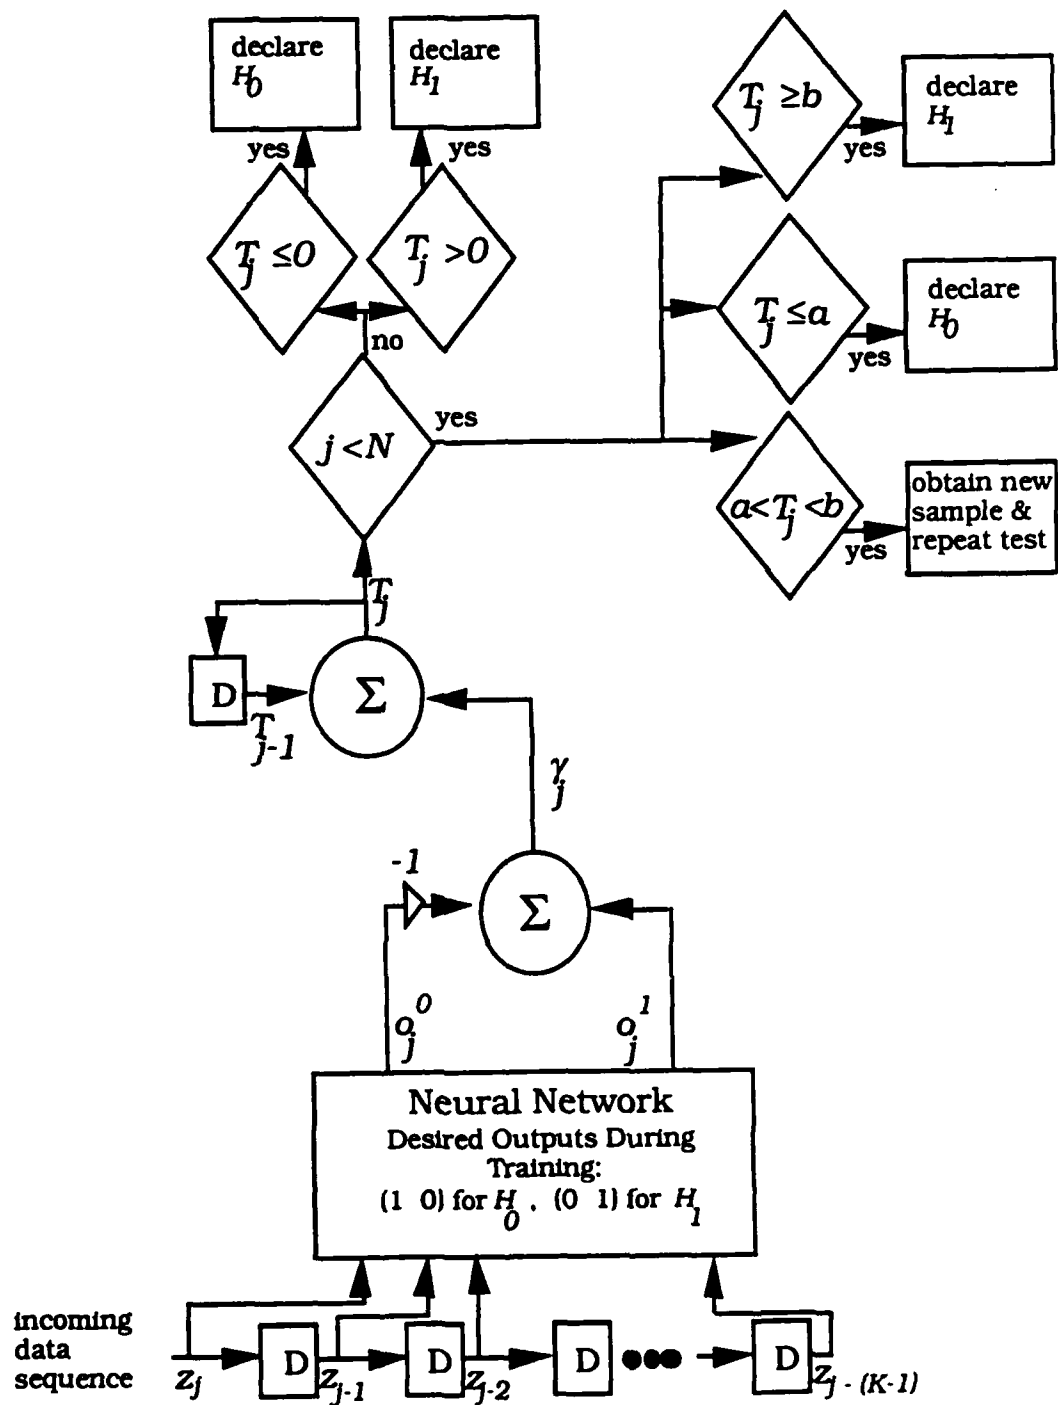 declare
H0
declare
H1
yes
yes
Tj ≤0
Tj >0
no
j <N
yes
Tj ≥b
yes
declare
H1
Tj ≤a
yes
declare
H0
a< Tj <b
yes
obtain new
sample &
repeat test
Tj
D
Tj-1
Σ
γj
-1
Σ
oj0
oj1
Neural Network
Desired Outputs During
Training:
(1 0) for H0 , (0 1) for H1
incoming
data
sequence
zj
D
zj-1
D
zj-2
D
D
zj - (K-1)